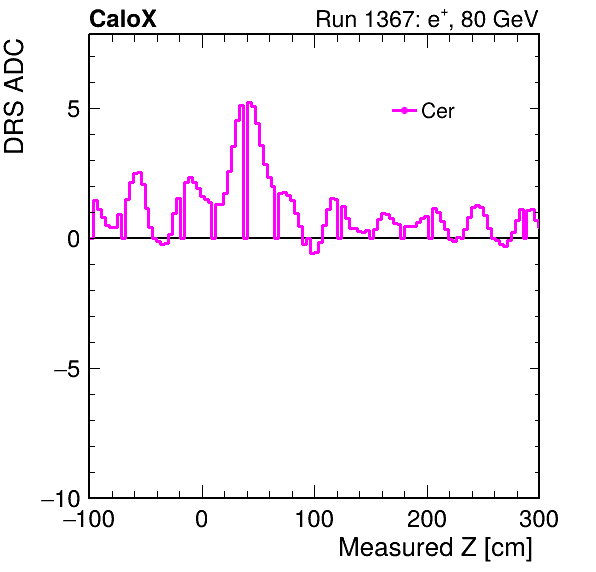 CaloX
Run 1367: e+, 80 GeV
DRS ADC
Cer
5
0
−5
−10
−100 0 100 200 300
Measured Z [cm]